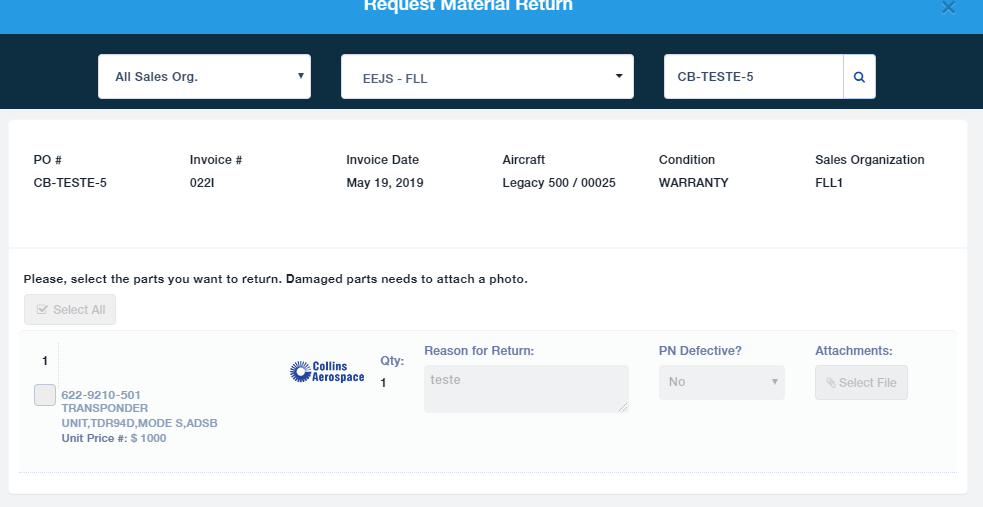 Request Material Return
All Sales Org.
EEJS - FLL
CB-TESTE-5
PO #
Invoice #
Invoice Date
Aircraft
Condition
Sales Organization
CB-TESTE-5
022I
May 19, 2019
Legacy 500 / 00025
WARRANTY
FLL1
Please, select the parts you want to return. Damaged parts needs to attach a photo.
Select All
1
622-9210-501
TRANSPONDER
UNIT,TDR94D,MODE S,ADSB
Unit Price #: $ 1000
Collins
Aerospace
Qty:
1
Reason for Return:
teste
PN Defective?
No
Attachments:
Select File